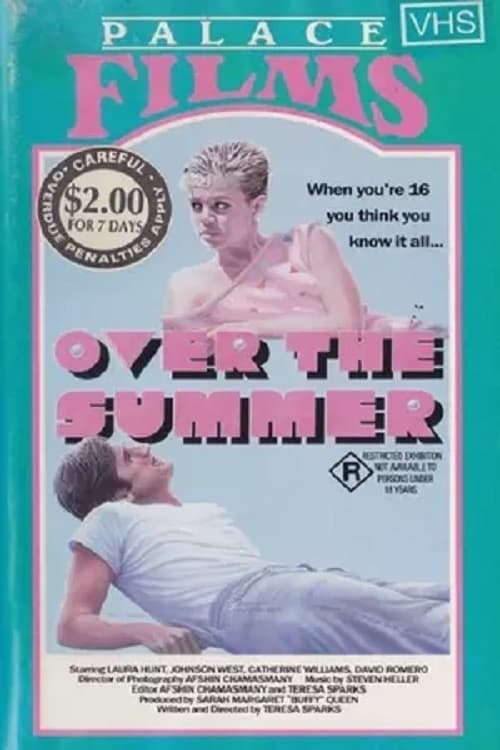 PALACE
VHS
FILMS
CAREFUL
$2.00
FOR 7 DAYS
OVERDUE PENALTIES APPLY
When you're 16
you think you
know it all...
OVER THE
SUMMER
R
RESTRICTED EXHIBITION
NOT AVAILABLE TO
PERSONS UNDER
18 YEARS
Starring LAURA HUNT, JOHNSON WEST, CATHERINE WILLIAMS, DAVID ROMERO
Director of Photography AFSHIN CHAMASMANY Music by STEVEN HELLER
Editor AFSHIN CHAMASMANY and TERESA SPARKS
Produced by SARAH MARGARET "BUFFY" QUEEN
Written and Directed by TERESA SPARKS